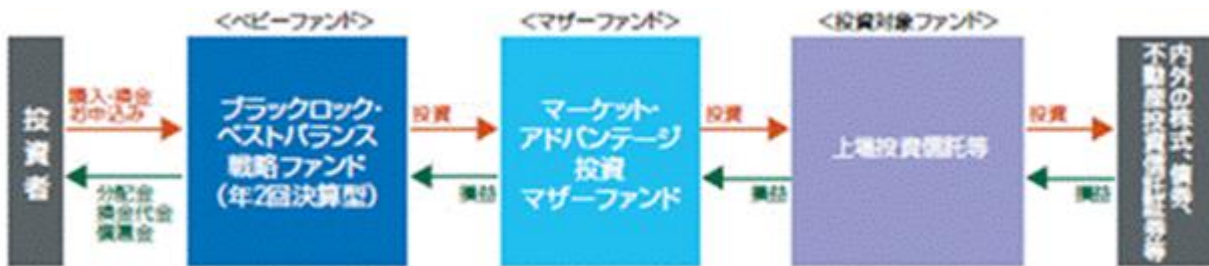 <ベビーファンド>
<マザーファンド>
<投資対象ファンド>
投資者
購入・換金
お申込み
分配金
換金代金
償還金
ブラックロック・
ベストバランス
戦略ファンド
(年2回決算型)
投資
損益
マーケット・
アドバンテージ
投資
マザーファンド
投資
損益
上場投資信託等
投資
損益
内外の株式、債券、
不動産投資信託証券等